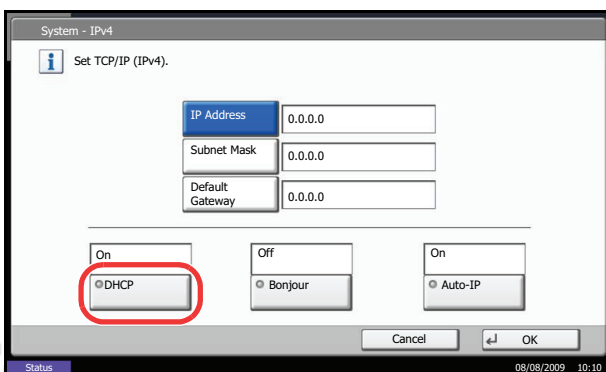 System - IPv4
Set TCP/IP (IPv4).
IP Address 0.0.0.0
Subnet Mask 0.0.0.0
Default
Gateway 0.0.0.0
On Off On
DHCP Bonjour Auto-IP
Cancel OK
Status 08/08/2009 10:10